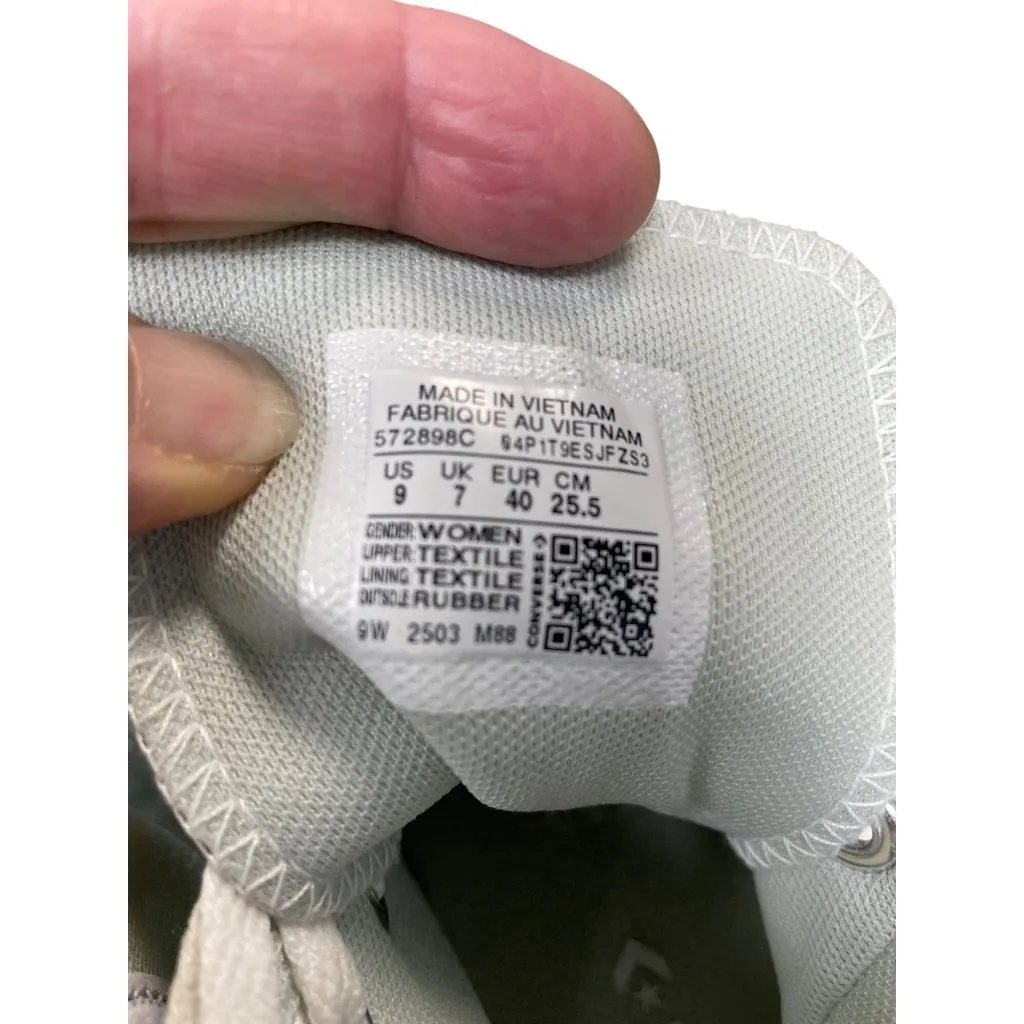 MADE IN VIETNAM
FABRIQUE AU VIETNAM
572898C 04P1T9ESJFZS3
US UK EUR CM
9 7 40 25.5
GENDER: WOMEN
UPPER: TEXTILE
LINING: TEXTILE
OUTSOLE: RUBBER
9W 2503 M88
CONVERSE